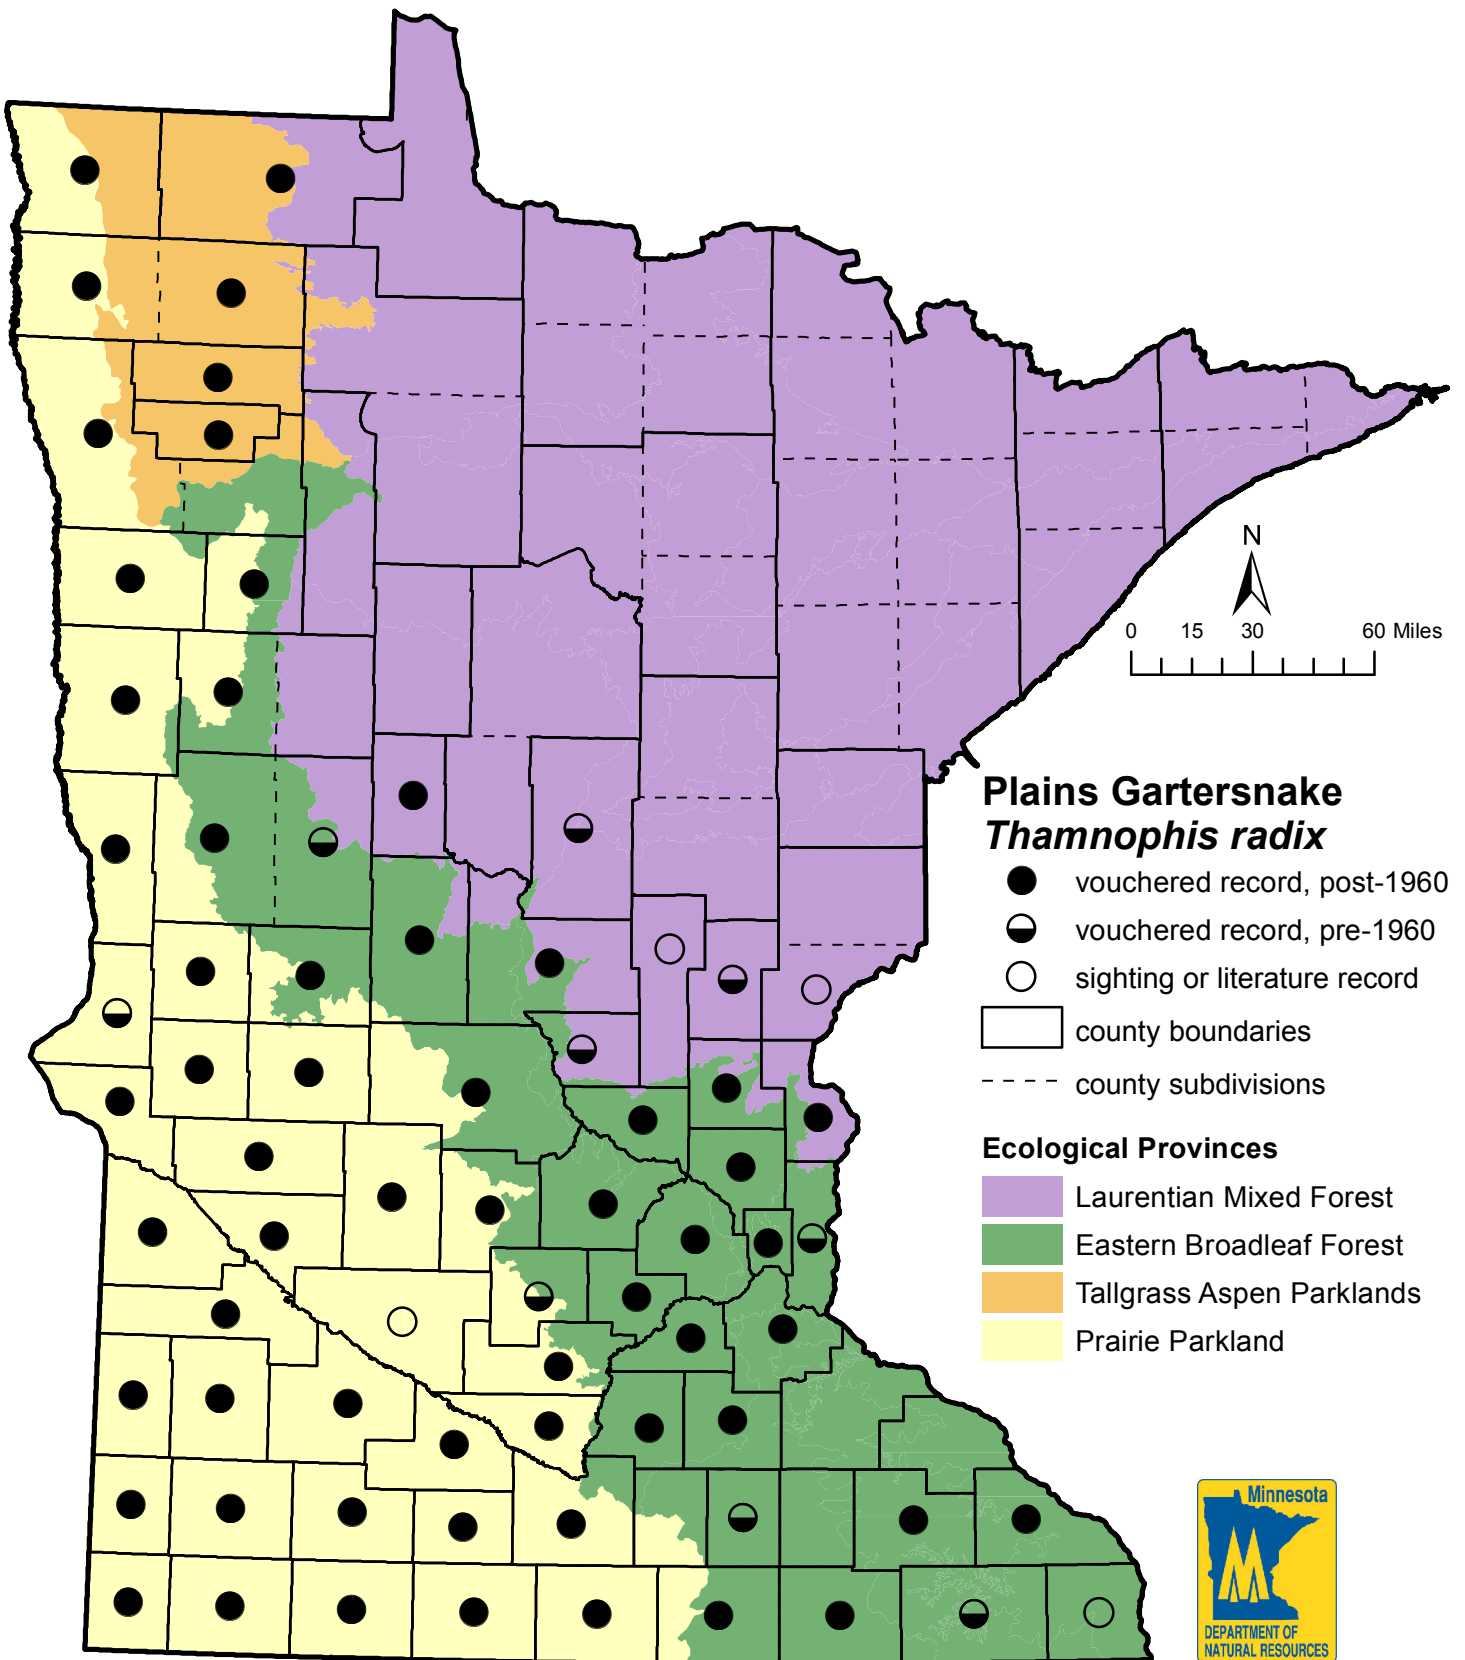 N
0 15 30 60 Miles
Plains Gartersnake
Thamnophis radix
vouchered record, post-1960
vouchered record, pre-1960
sighting or literature record
county boundaries
county subdivisions
Ecological Provinces
Laurentian Mixed Forest
Eastern Broadleaf Forest
Tallgrass Aspen Parklands
Prairie Parkland
Minnesota
DEPARTMENT OF
NATURAL RESOURCES